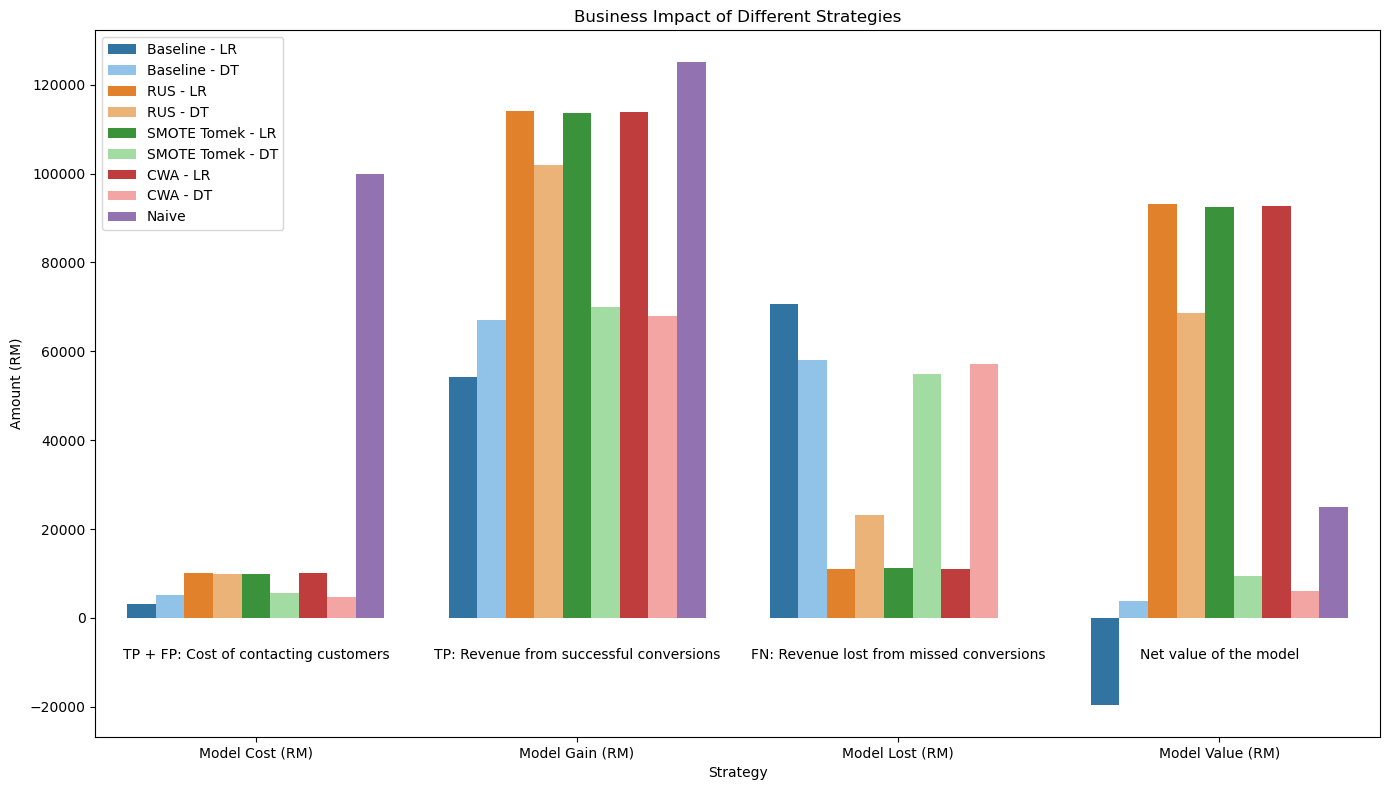 Business Impact of Different Strategies
Baseline - LR
Baseline - DT
RUS - LR
RUS - DT
SMOTE Tomek - LR
SMOTE Tomek - DT
CWA - LR
CWA - DT
Naive
120000
100000
80000
60000
40000
20000
0
−20000
Amount (RM)
TP + FP: Cost of contacting customers
TP: Revenue from successful conversions
FN: Revenue lost from missed conversions
Net value of the model
Model Cost (RM)
Model Gain (RM)
Model Lost (RM)
Model Value (RM)
Strategy